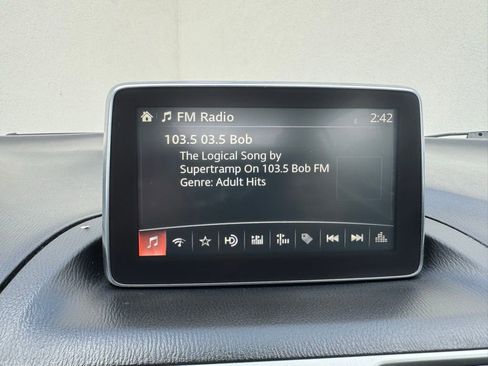 FM Radio
2:42
103.5 03.5 Bob
The Logical Song by
Supertramp On 103.5 Bob FM
Genre: Adult Hits